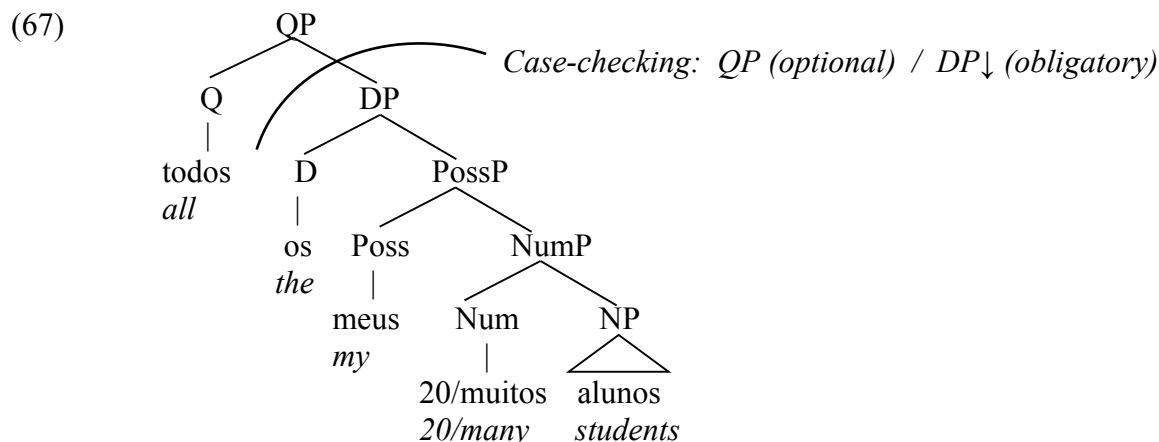 (67) QP
Case-checking: QP (optional) / DP↓ (obligatory)
Q DP
todos D PossP
all
os Poss NumP
the
meus Num NP
my
20/muitos alunos
20/many students